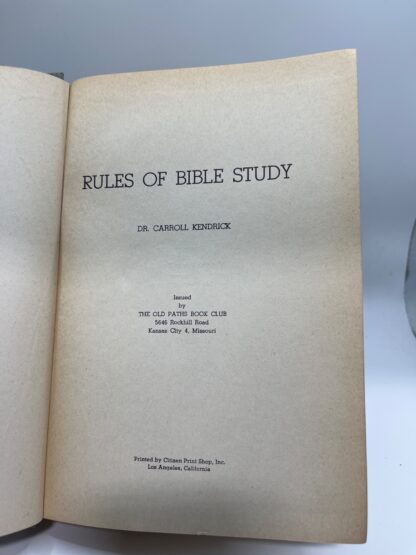 RULES OF BIBLE STUDY
DR. CARROLL KENDRICK
Issued
by
THE OLD PATHS BOOK CLUB
5646 Rockhill Road
Kansas City 4, Missouri
Printed by Citizen Print Shop, Inc.
Los Angeles, California